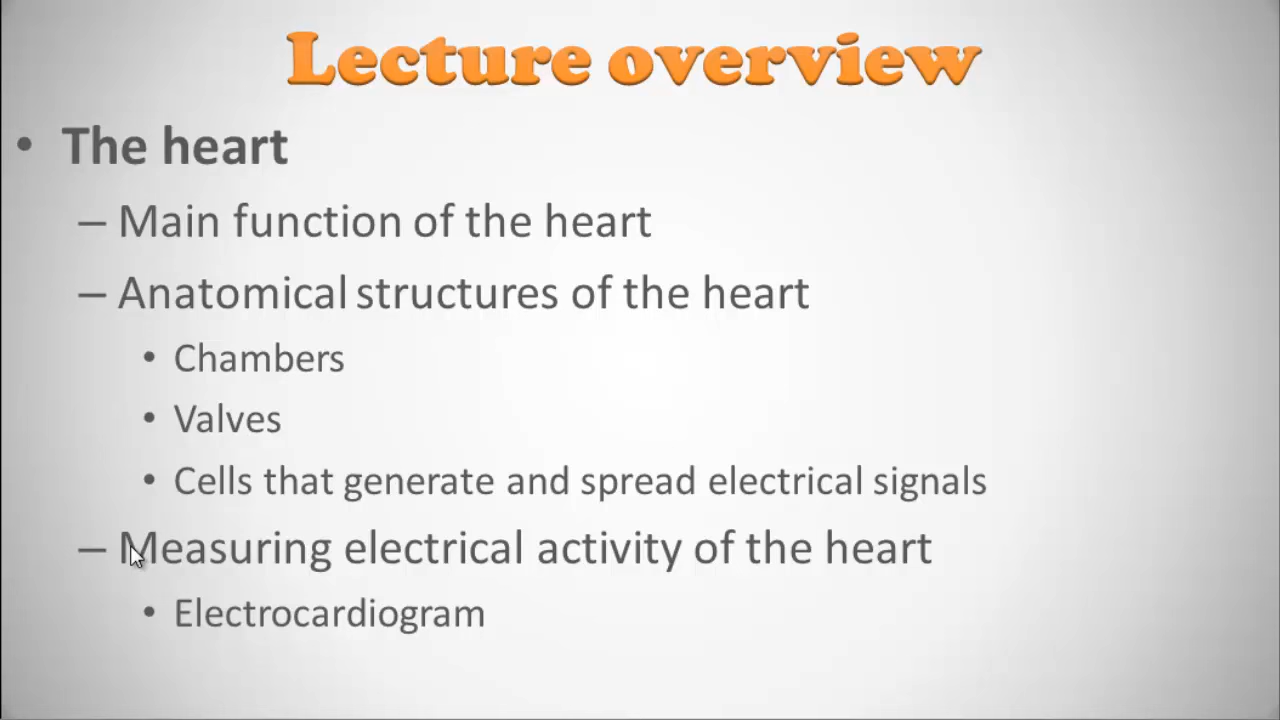 Lecture overview
• The heart
– Main function of the heart
– Anatomical structures of the heart
• Chambers
• Valves
• Cells that generate and spread electrical signals
– Measuring electrical activity of the heart
• Electrocardiogram